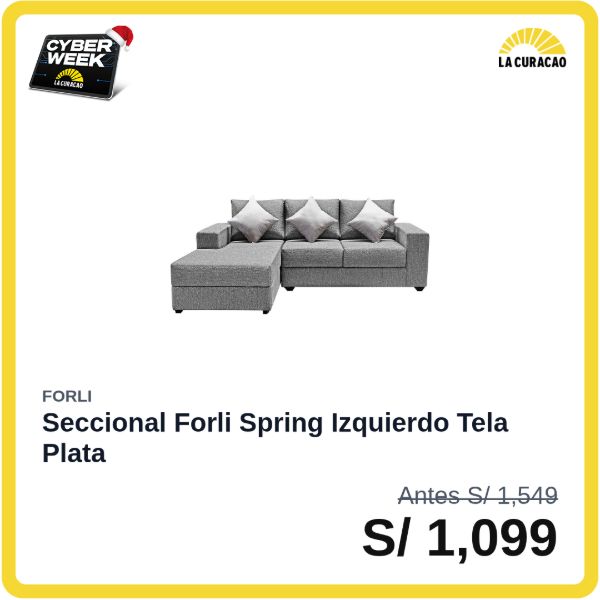 CYBER
WEEK
LA CURACAO
LA CURACAO
FORLI
Seccional Forli Spring Izquierdo Tela
Plata
Antes S/ 1,549
S/ 1,099